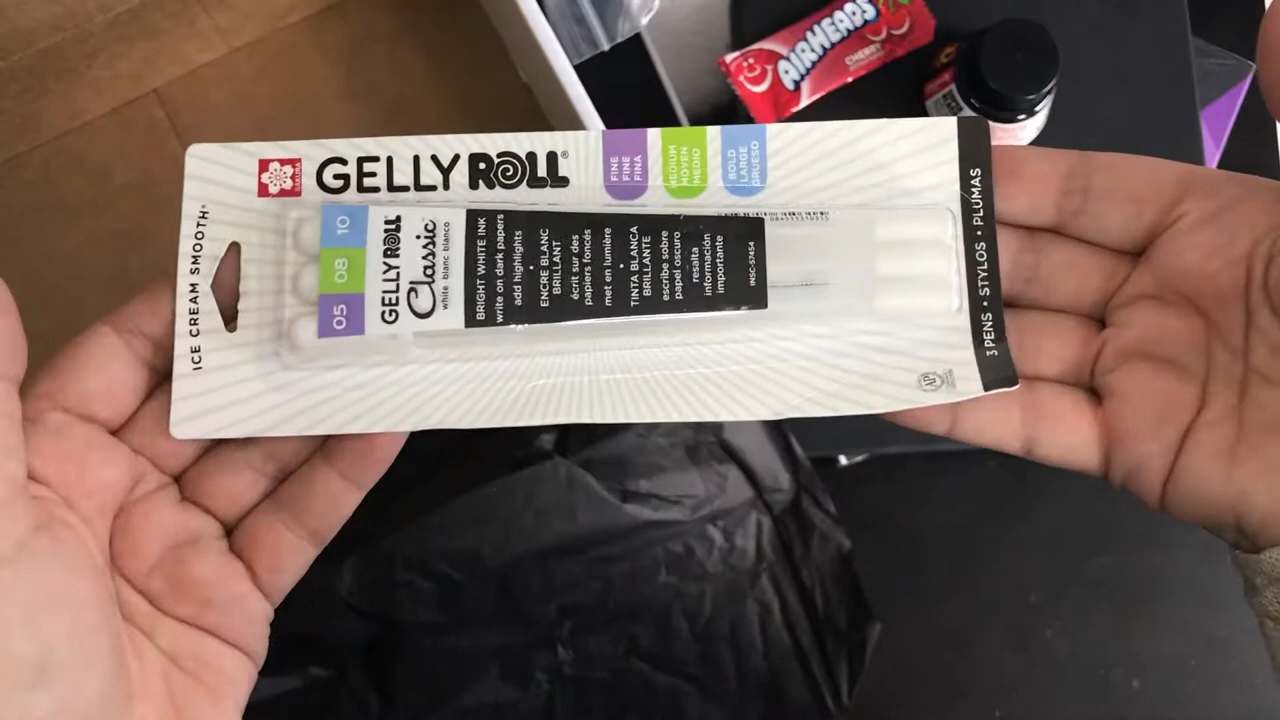 SAKURA
GELLY ROLL®
FINE
FINE
FINA
MEDIUM
MOYEN
MEDIO
BOLD
LARGE
GRUESO
ICE CREAM SMOOTH®
10
08
05
GELLY ROLL
Classic™
white blanc blanco
BRIGHT WHITE INK
write on dark papers
add highlights
•
ENCRE BLANC
BRILLANT
écrit sur des
papiers foncés
met en lumière
•
TINTA BLANCA
BRILLANTE
escribe sobre
papel oscuro
resalta
información
importante
INSC-57454
3 PENS • STYLOS • PLUMAS
AP
AIRHEADS
CHERRY